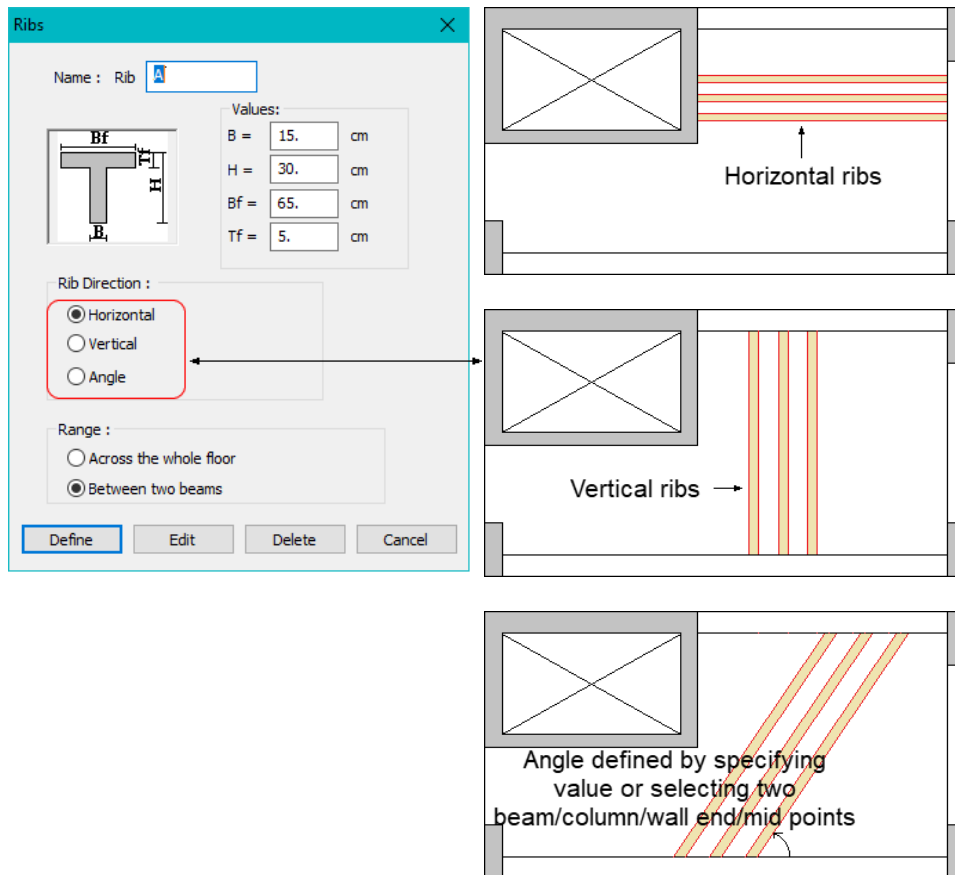 Ribs
Name : Rib A
Values:
B = 15. cm
H = 30. cm
Bf = 65. cm
Tf = 5. cm
Bf
Tf
H
B
Rib Direction :
Horizontal
Vertical
Angle
Range :
Across the whole floor
Between two beams
Define Edit Delete Cancel
Horizontal ribs
Vertical ribs
Angle defined by specifying
value or selecting two
beam/column/wall end/mid points